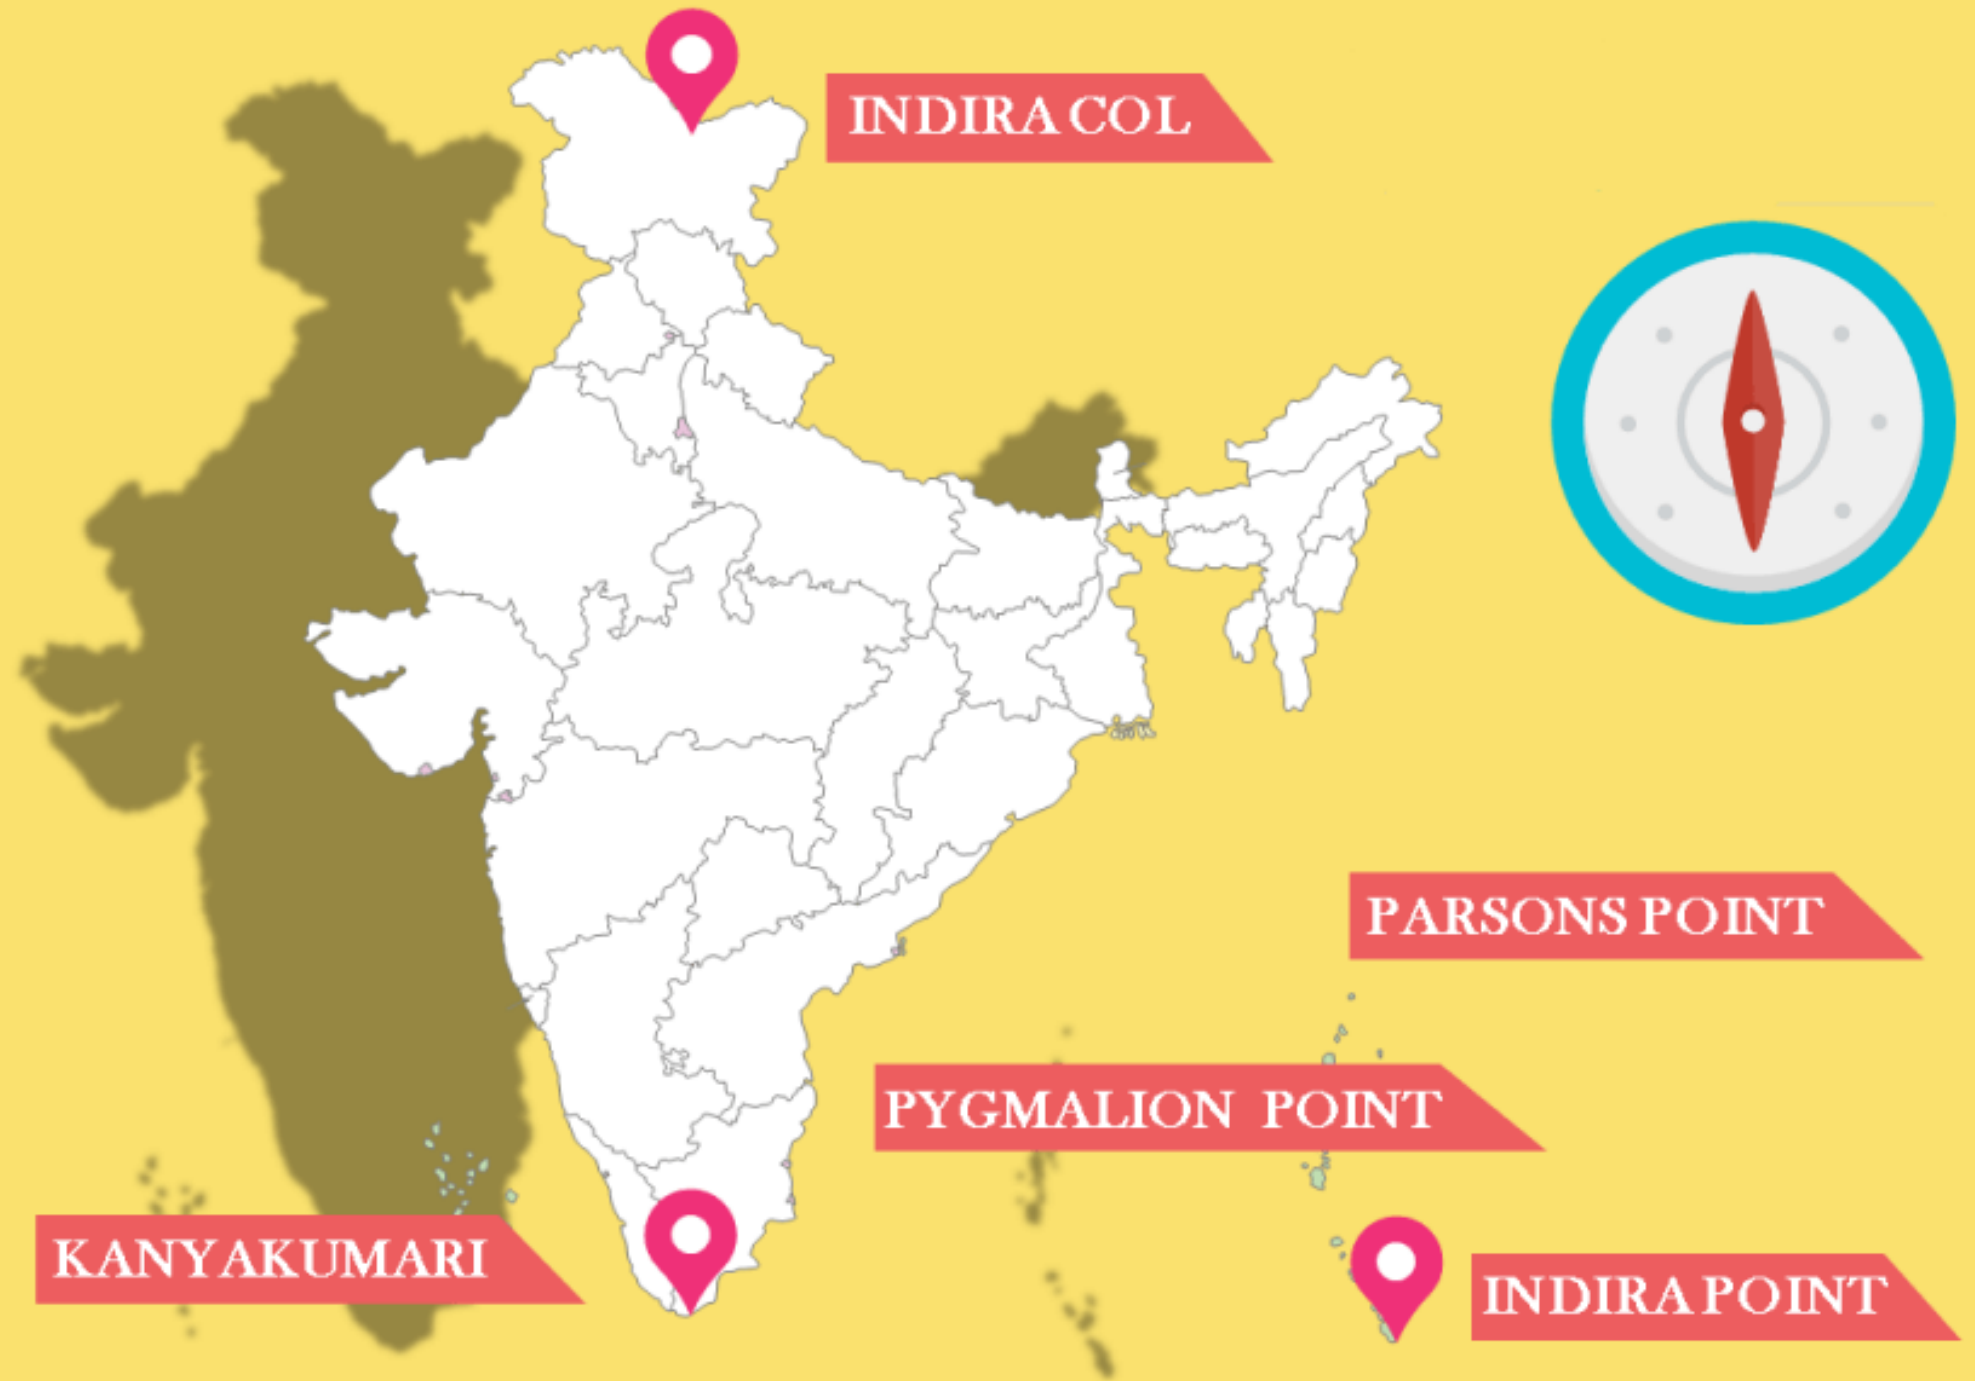 INDIRA COL
PARSONS POINT
PYGMALION POINT
KANYAKUMARI
INDIRA POINT